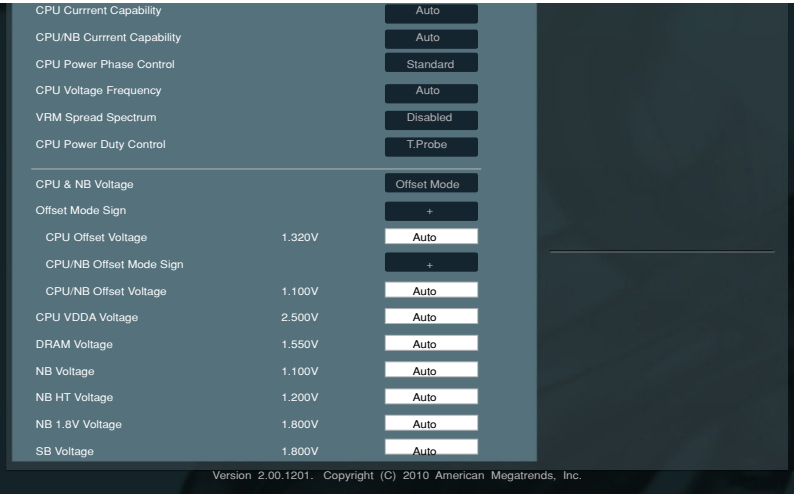 CPU Currrent Capability Auto
CPU/NB Currrent Capability Auto
CPU Power Phase Control Standard
CPU Voltage Frequency Auto
VRM Spread Spectrum Disabled
CPU Power Duty Control T.Probe
CPU & NB Voltage Offset Mode
Offset Mode Sign +
CPU Offset Voltage 1.320V Auto
CPU/NB Offset Mode Sign +
CPU/NB Offset Voltage 1.100V Auto
CPU VDDA Voltage 2.500V Auto
DRAM Voltage 1.550V Auto
NB Voltage 1.100V Auto
NB HT Voltage 1.200V Auto
NB 1.8V Voltage 1.800V Auto
SB Voltage 1.800V Auto
Version 2.00.1201. Copyright (C) 2010 American Megatrends, Inc.